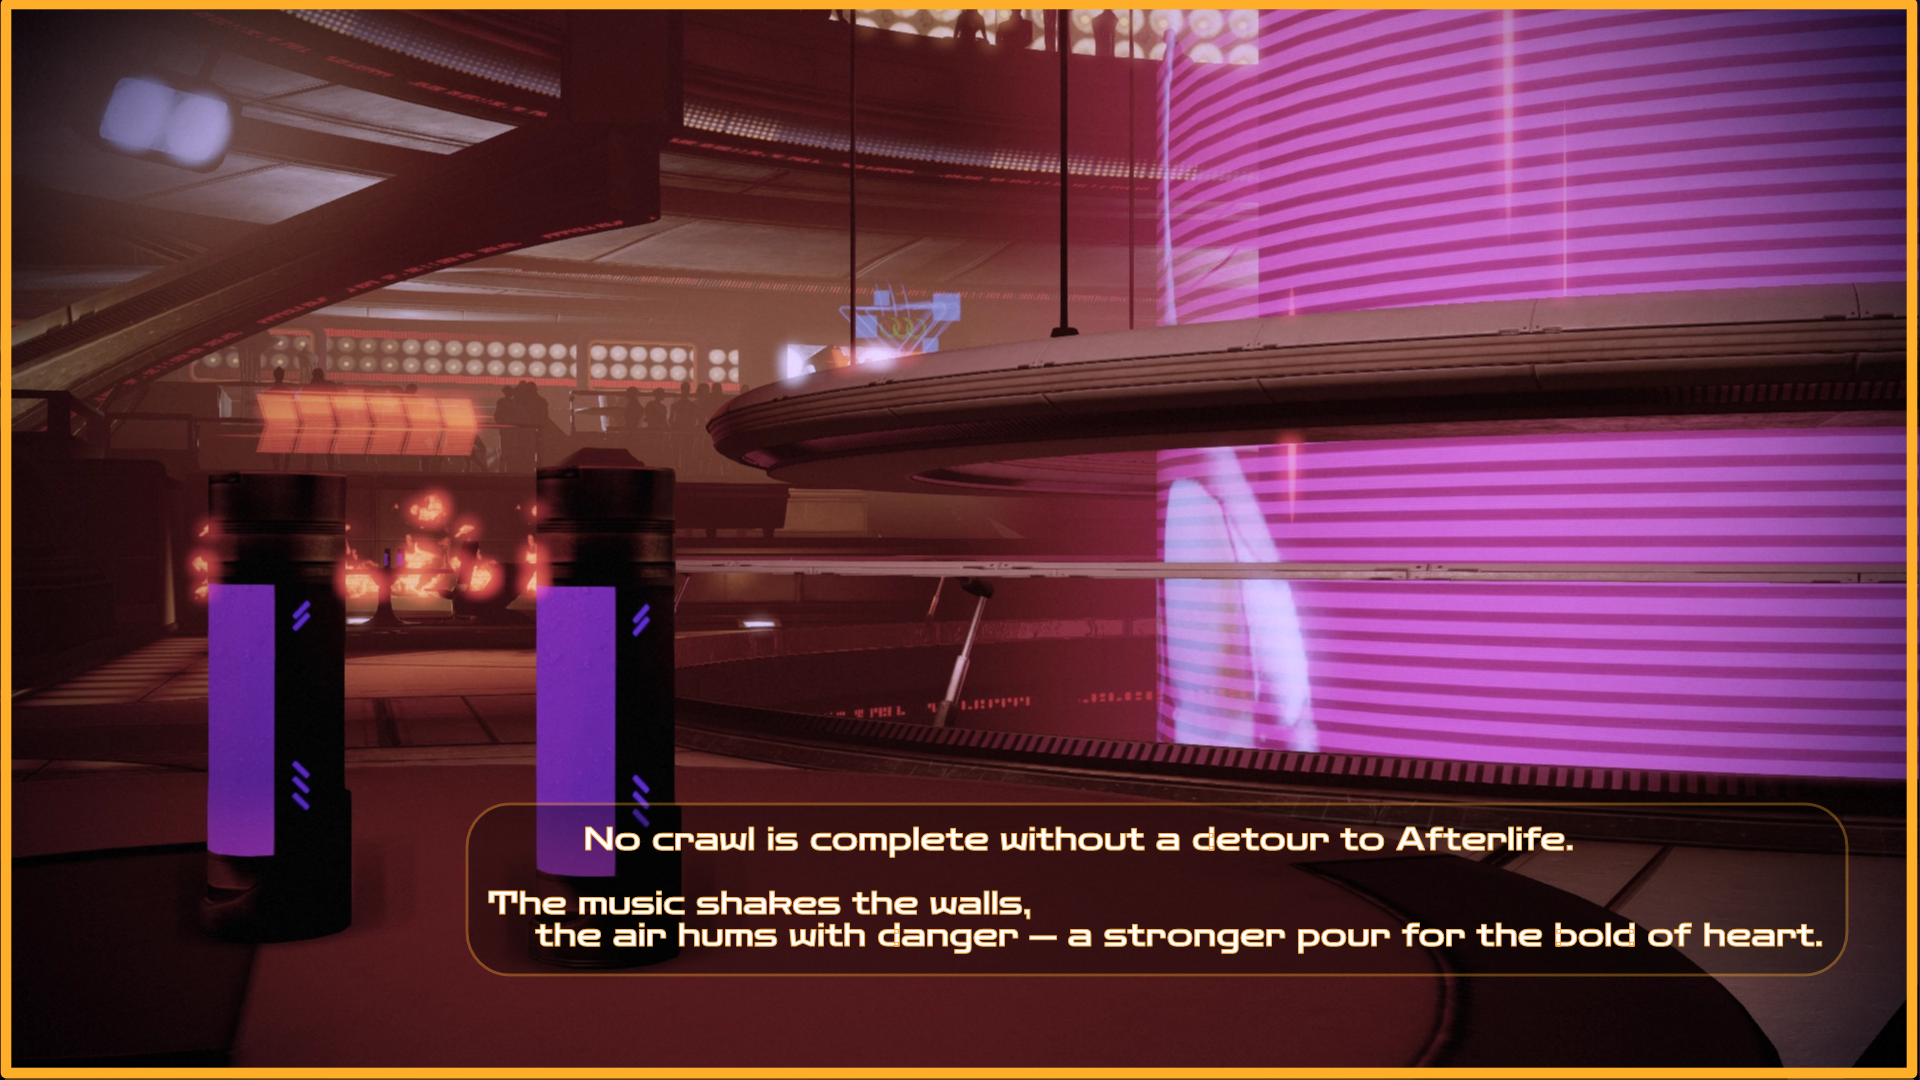 No crawl is complete without a detour to Afterlife.
The music shakes the walls,
the air hums with danger — a stronger pour for the bold of heart.